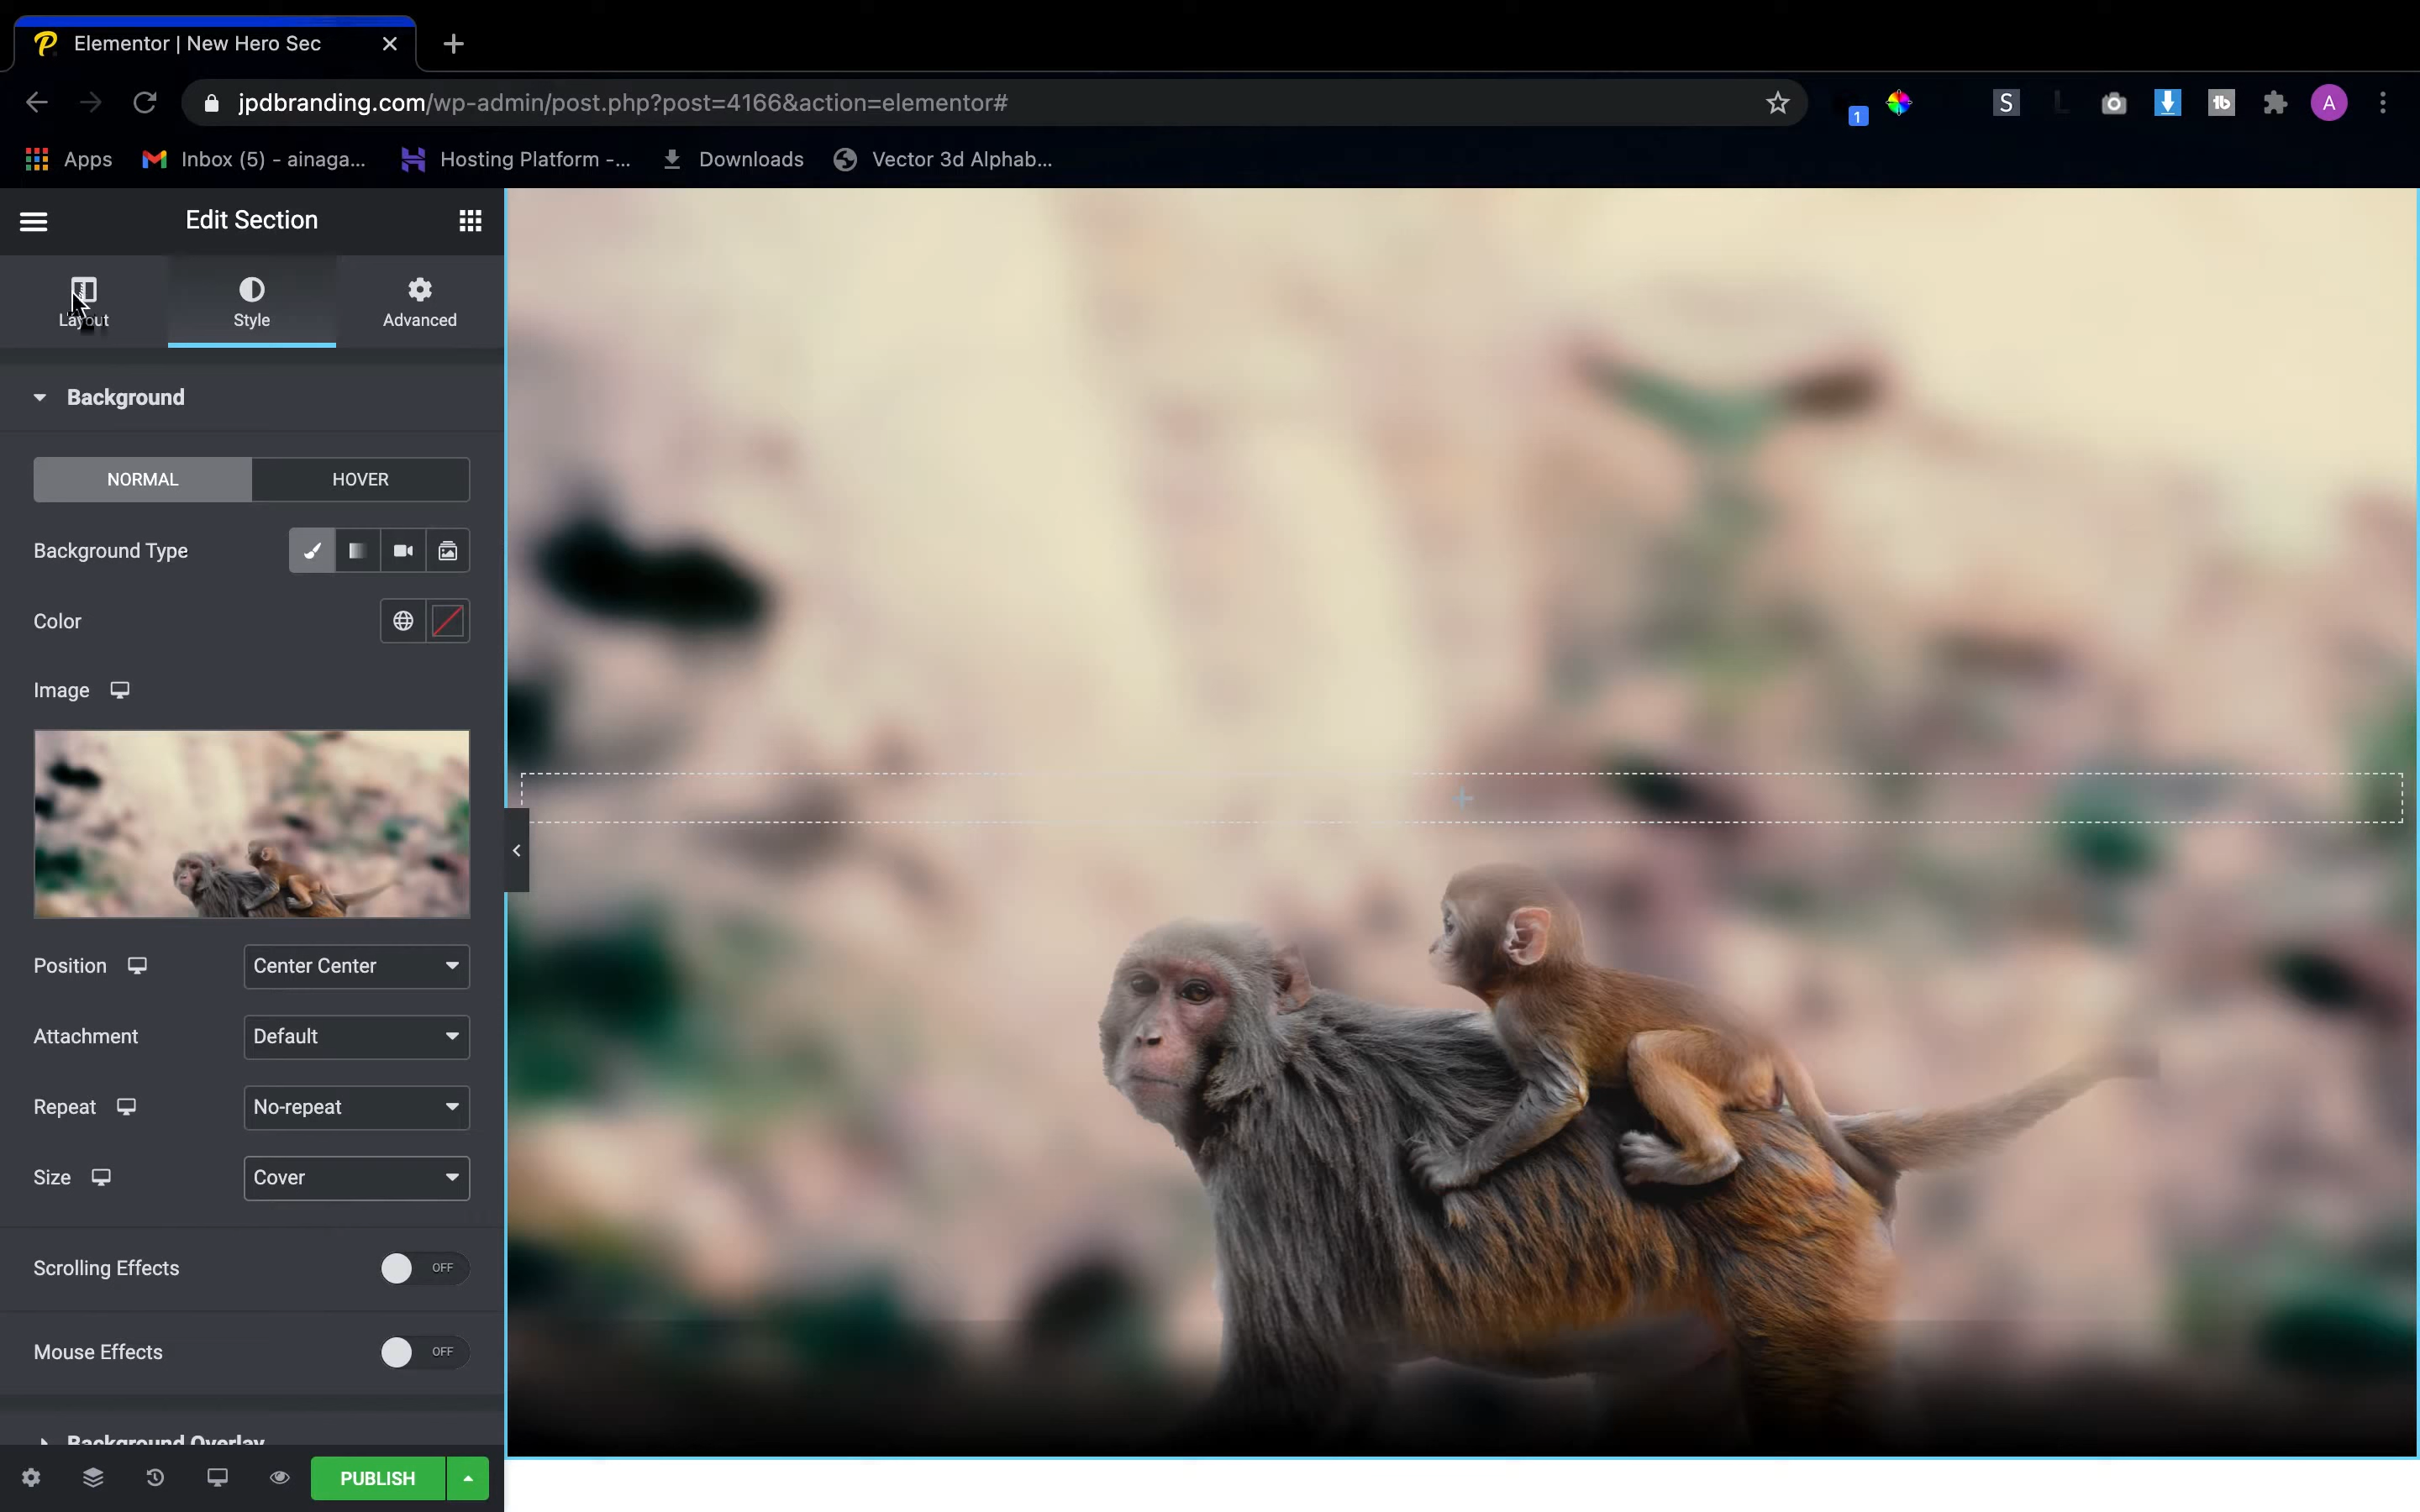 Elementor | New Hero Sec
jpdbranding.com/wp-admin/post.php?post=4166&action=elementor#
1
S
L
tb
A
Apps
Inbox (5) - ainaga...
Hosting Platform -...
Downloads
Vector 3d Alphab...
Edit Section
Layout
Style
Advanced
Background
NORMAL
HOVER
Background Type
Color
Image
Position
Center Center
Attachment
Default
Repeat
No-repeat
Size
Cover
Scrolling Effects
OFF
Mouse Effects
OFF
Background Overlay
PUBLISH